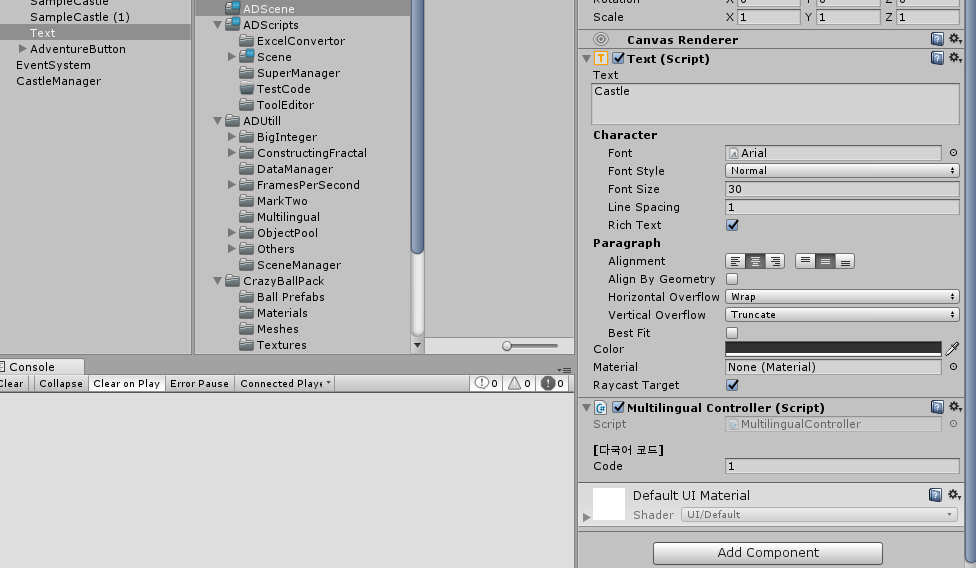 SampleCastle
SampleCastle (1)
Text
AdventureButton
EventSystem
CastleManager
ADScene
ADScripts
ExcelConvertor
Scene
SuperManager
TestCode
ToolEditor
ADUtill
BigInteger
ConstructingFractal
DataManager
FramesPerSecond
MarkTwo
Multilingual
ObjectPool
Others
SceneManager
CrazyBallPack
Ball Prefabs
Materials
Meshes
Textures
Console
Clear Collapse Clear on Play Error Pause Connected Playe 0 0 0
Rotation X 0 Y 0 Z 0
Scale X 1 Y 1 Z 1
Canvas Renderer
Text (Script)
Text
Castle
Character
Font Arial
Font Style Normal
Font Size 30
Line Spacing 1
Rich Text
Paragraph
Alignment
Align By Geometry
Horizontal Overflow Wrap
Vertical Overflow Truncate
Best Fit
Color
Material None (Material)
Raycast Target
Multilingual Controller (Script)
Script MultilingualController
[다국어 코드]
Code 1
Default UI Material
Shader UI/Default
Add Component